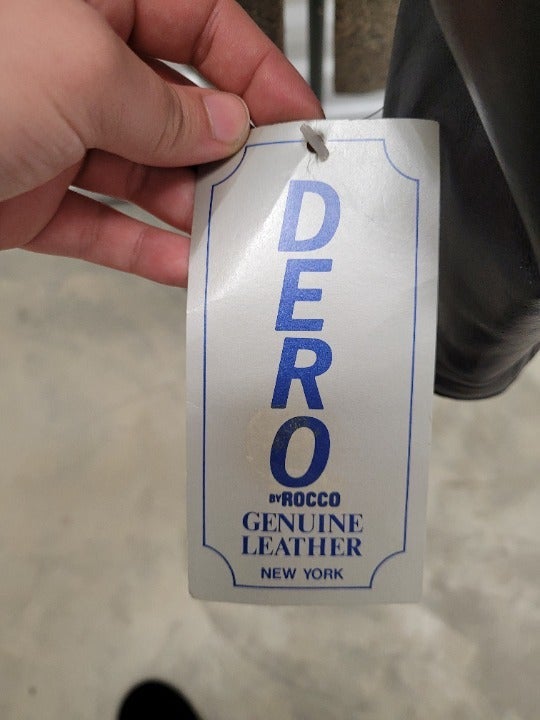 DERO
BY ROCCO
GENUINE
LEATHER
NEW YORK